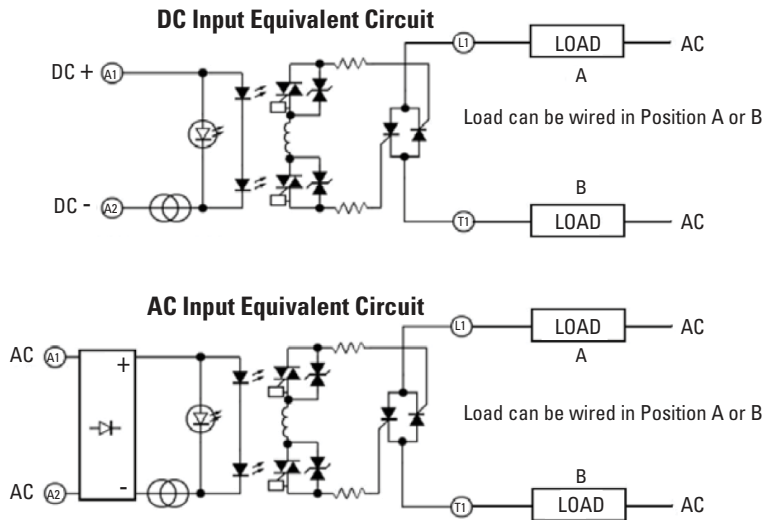 DC Input Equivalent Circuit
DC + A1
L1 LOAD AC
A
Load can be wired in Position A or B
B
DC - A2
T1 LOAD AC
AC Input Equivalent Circuit
L1 LOAD AC
AC A1
+
A
Load can be wired in Position A or B
B
AC A2
-
T1 LOAD AC